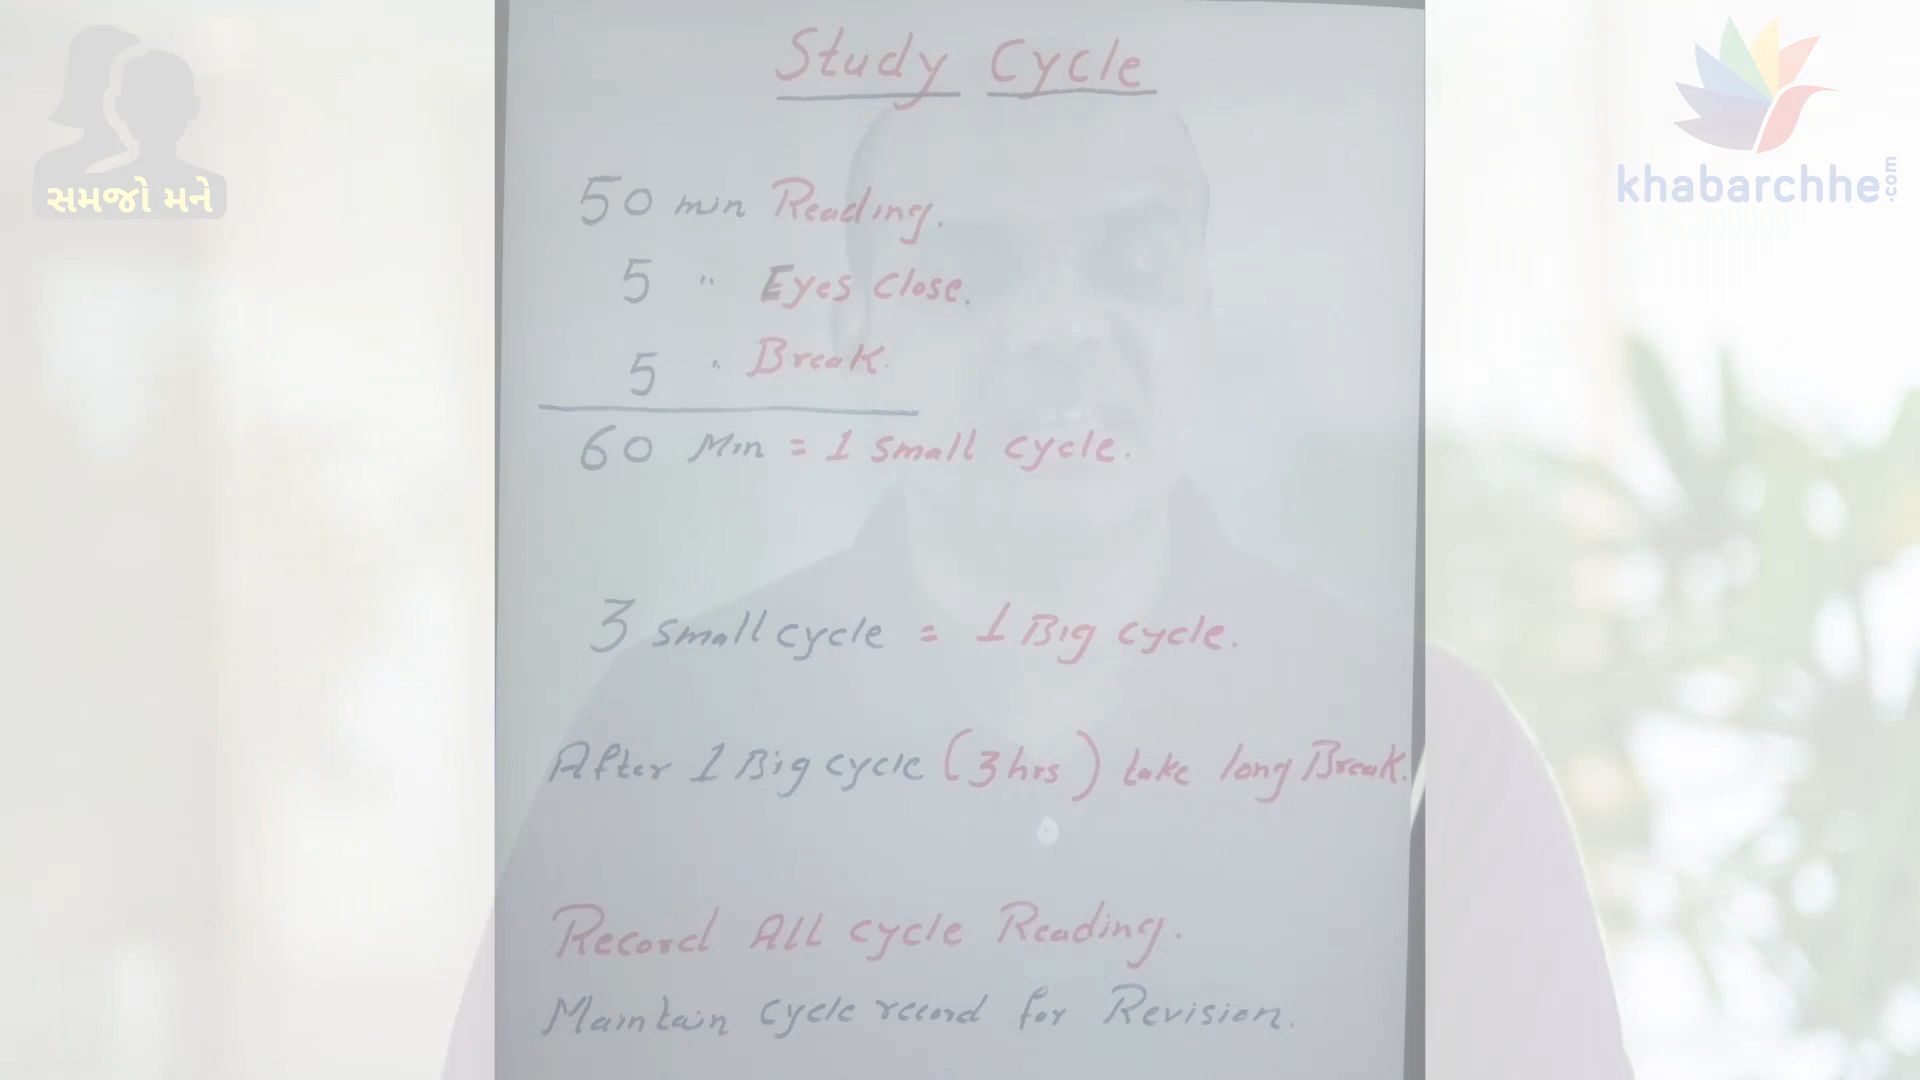 Study Cycle
સમજો મને
khabarchhe.com
50 min Reading.
5 " Eyes Close.
5 " Break.
60 Min = 1 small cycle.
3 small cycle = 1 Big cycle.
After 1 Big cycle (3 hrs) take long Break.
Record All cycle Reading.
Maintain cycle record for Revision.